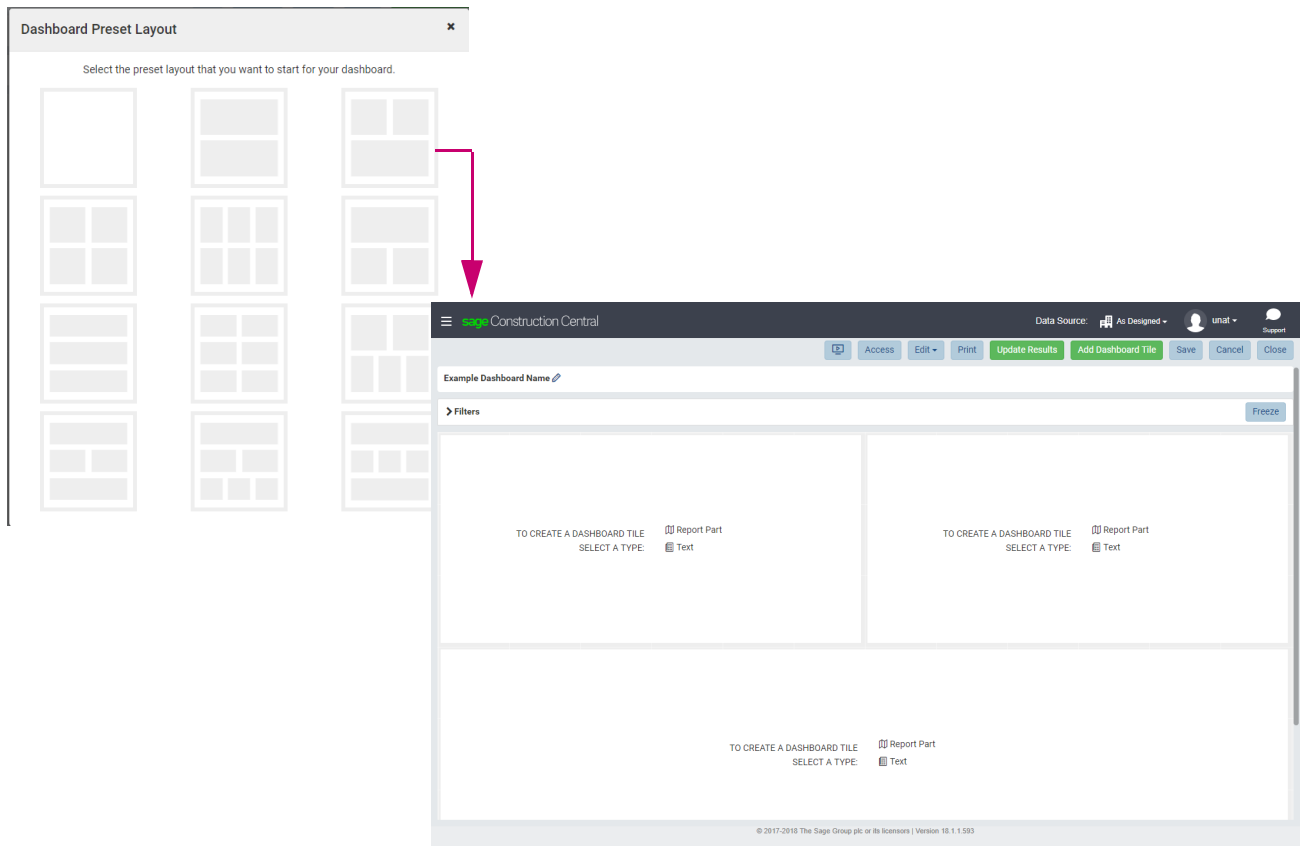 Dashboard Preset Layout
Select the preset layout that you want to start for your dashboard.
sage Construction Central
Data Source: As Designed unat Support
Access Edit Print Update Results Add Dashboard Tile Save Cancel Close
Example Dashboard Name
Filters Freeze
TO CREATE A DASHBOARD TILE
SELECT A TYPE:
Report Part
Text
TO CREATE A DASHBOARD TILE
SELECT A TYPE:
Report Part
Text
TO CREATE A DASHBOARD TILE
SELECT A TYPE:
Report Part
Text
© 2017-2018 The Sage Group plc or its licensors | Version 18.1.1.593